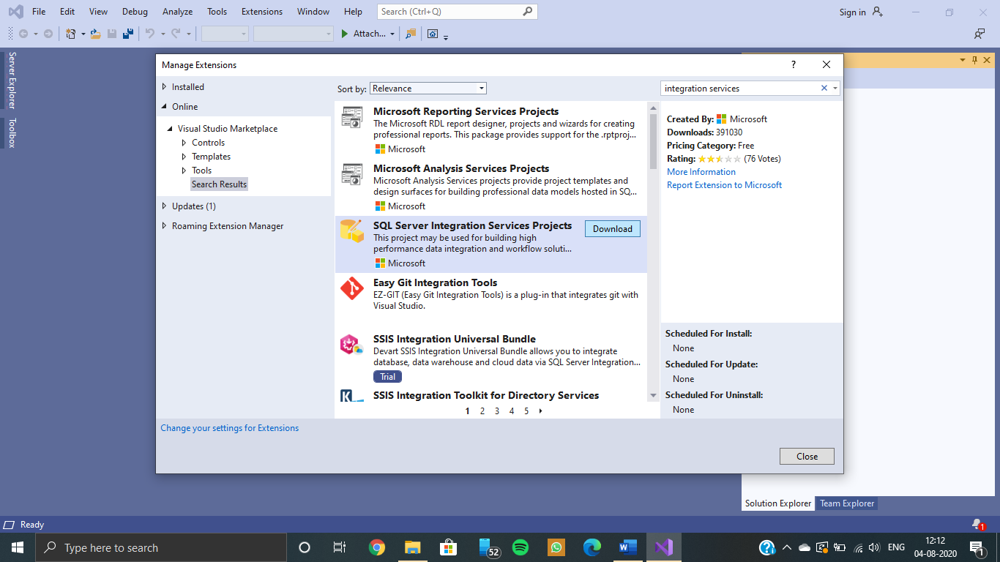 File Edit View Debug Analyze Tools Extensions Window Help Search (Ctrl+Q) Sign in
Attach...
Server Explorer
Toolbox
Manage Extensions ?
Installed
Online
Visual Studio Marketplace
Controls
Templates
Tools
Search Results
Updates (1)
Roaming Extension Manager
Sort by: Relevance
integration services
Microsoft Reporting Services Projects
The Microsoft RDL report designer, projects and wizards for creating
professional reports. This package provides support for the .rptproj...
Microsoft
Microsoft Analysis Services Projects
Microsoft Analysis Services projects provide project templates and
design surfaces for building professional data models hosted in SQ...
Microsoft
SQL Server Integration Services Projects
Download
This project may be used for building high
performance data integration and workflow soluti...
Microsoft
Easy Git Integration Tools
EZ-GIT (Easy Git Integration Tools) is a plug-in that integrates git with
Visual Studio.
SSIS Integration Universal Bundle
Devart SSIS Integration Universal Bundle allows you to integrate
database, data warehouse and cloud data via SQL Server Integration...
Trial
SSIS Integration Toolkit for Directory Services
1 2 3 4 5
Created By: Microsoft
Downloads: 391030
Pricing Category: Free
Rating: (76 Votes)
More Information
Report Extension to Microsoft
Scheduled For Install:
None
Scheduled For Update:
None
Scheduled For Uninstall:
None
Change your settings for Extensions
Close
Solution Explorer Team Explorer
Ready
1
Type here to search
52
ENG
12:12
04-08-2020
1